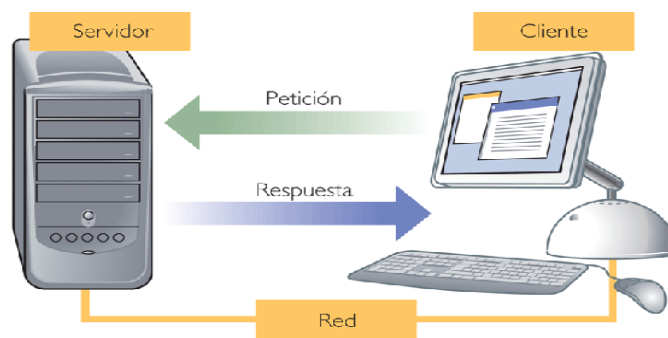 Servidor
Cliente
Petición
Respuesta
Red